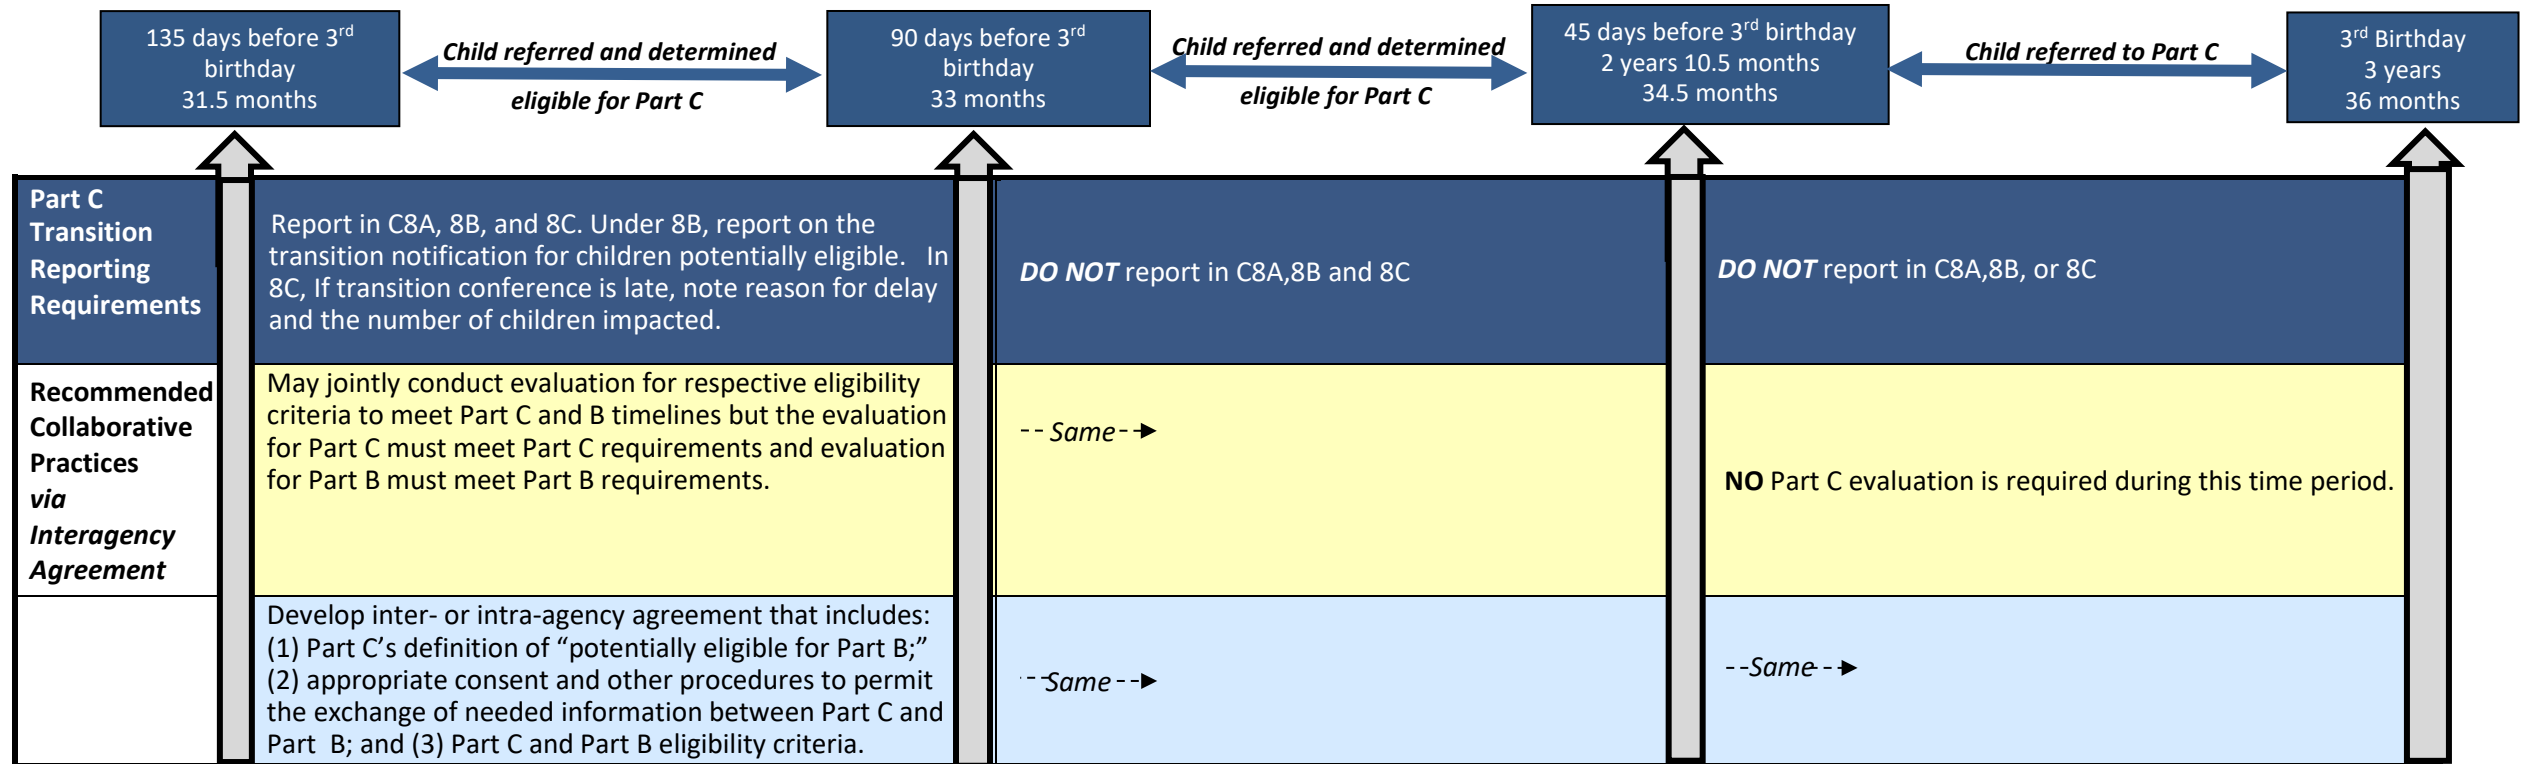 135 days before 3rd
birthday
31.5 months
Child referred and determined
eligible for Part C
90 days before 3rd
birthday
33 months
Child referred and determined
eligible for Part C
45 days before 3rd birthday
2 years 10.5 months
34.5 months
Child referred to Part C
3rd Birthday
3 years
36 months
Part C
Transition
Reporting
Requirements
Report in C8A, 8B, and 8C. Under 8B, report on the
transition notification for children potentially eligible.   In
8C, If transition conference is late, note reason for delay
and the number of children impacted.
DO NOT report in C8A,8B and 8C
DO NOT report in C8A,8B, or 8C
Recommended
Collaborative
Practices
via
Interagency
Agreement
May jointly conduct evaluation for respective eligibility
criteria to meet Part C and B timelines but the evaluation
for Part C must meet Part C requirements and evaluation
for Part B must meet Part B requirements.
Same
NO Part C evaluation is required during this time period.
Develop inter- or intra-agency agreement that includes:
(1) Part C’s definition of “potentially eligible for Part B;”
(2) appropriate consent and other procedures to permit
the exchange of needed information between Part C and
Part  B; and (3) Part C and Part B eligibility criteria.
Same
Same